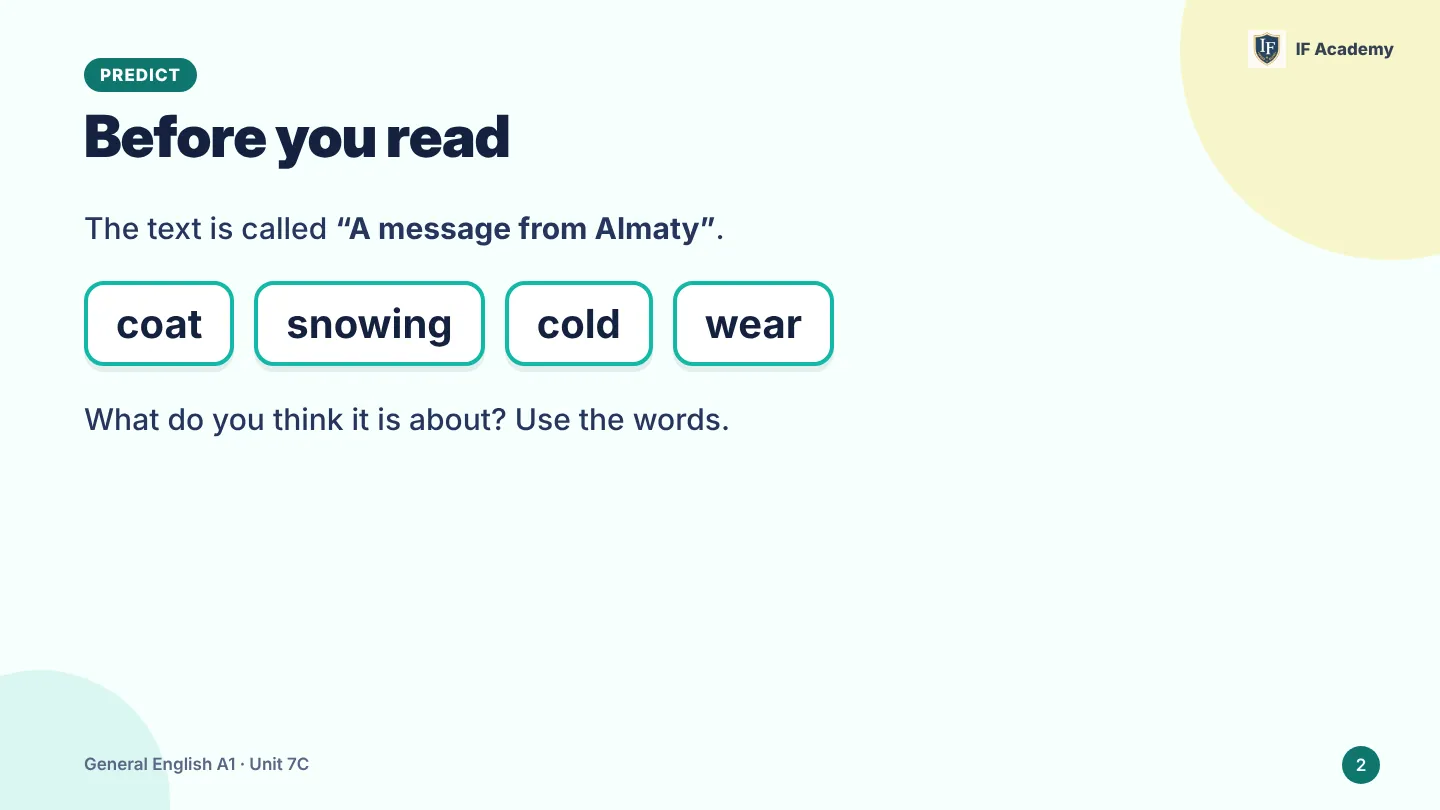 IF
IF Academy
PREDICT
Before you read
The text is called “A message from Almaty”.
coat snowing cold wear
What do you think it is about? Use the words.
General English A1 · Unit 7C
2